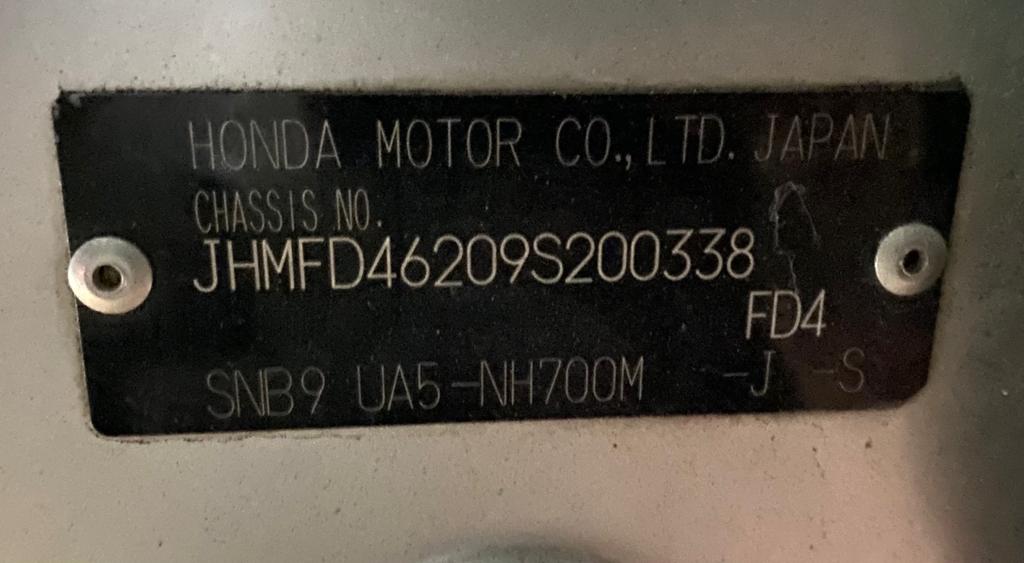 HONDA MOTOR CO., LTD. JAPAN
CHASSIS NO.
JHMFD46209S200338
FD4
SNB9 UA5-NH700M -J -S